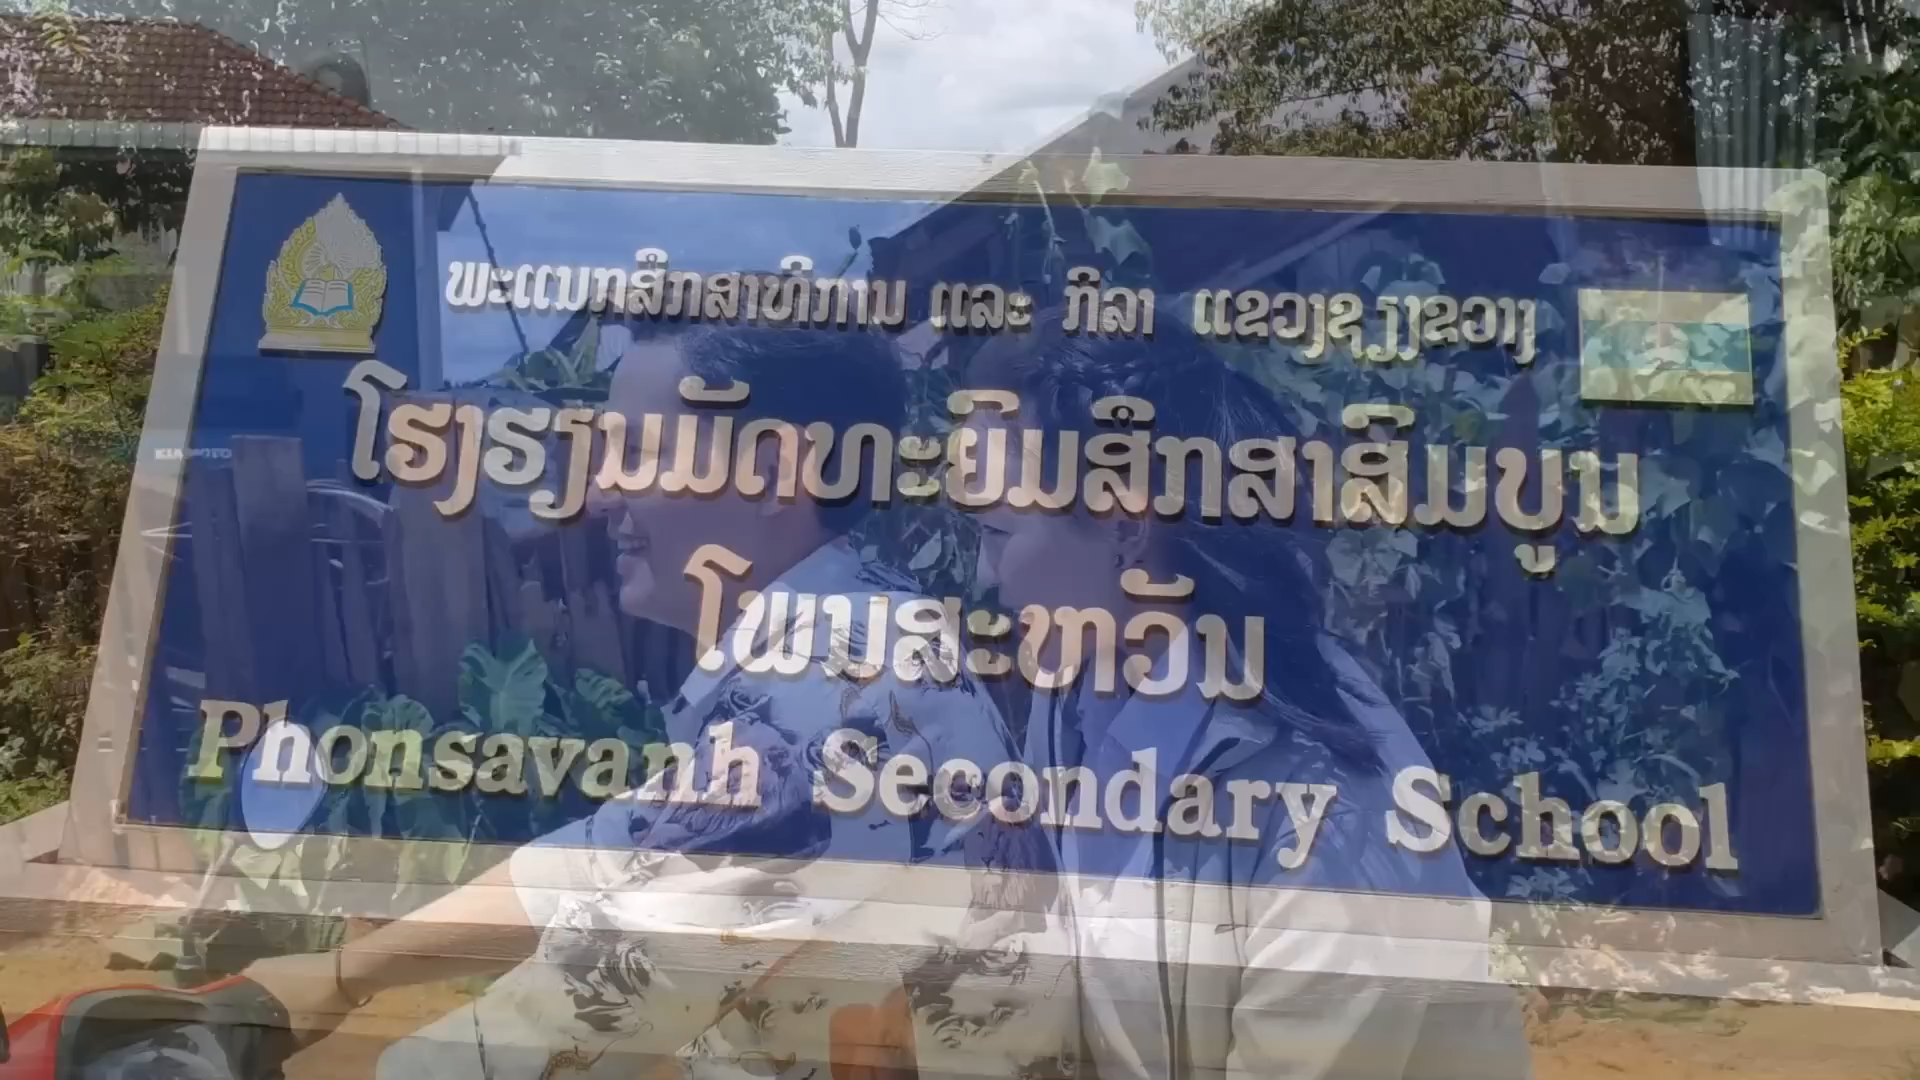 ພະແນກສຶກສາທິການ ແລະ ກິລາ ແຂວງຊຽງຂວາງ
ໂຮງຮຽນມັດທະຍົມສຶກສາສົມບູນ
ໂພນສະຫວັນ
Phonsavanh Secondary School